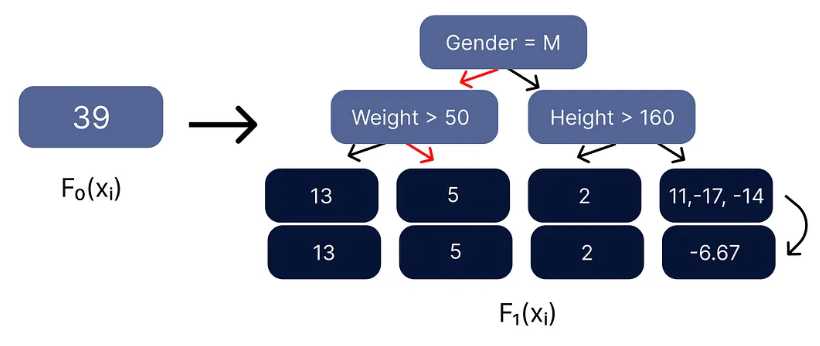 Gender = M
39
Weight > 50
Height > 160
F₀(xᵢ)
13
5
2
11,-17, -14
13
5
2
-6.67
F₁(xᵢ)